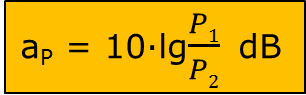 aₚ = 10·lg P₁/P₂ dB